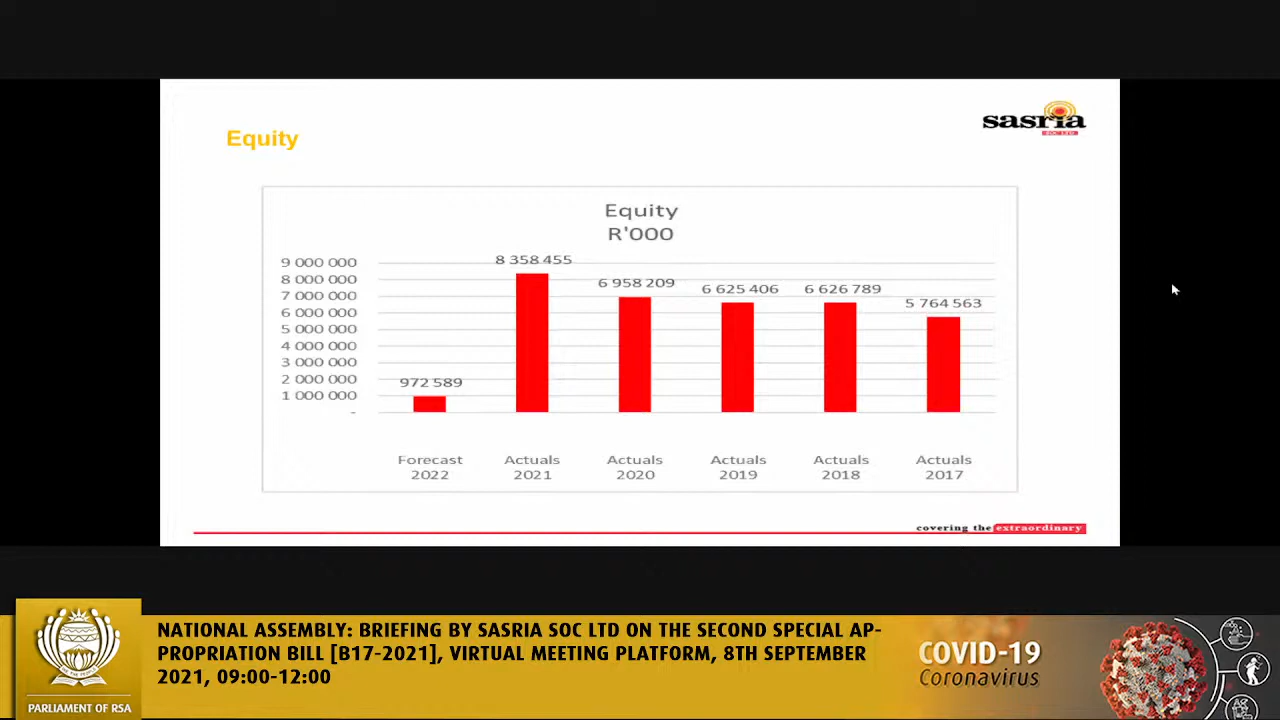 sasria
Equity
Equity
R'000
9 000 000
8 000 000
7 000 000
6 000 000
5 000 000
4 000 000
3 000 000
2 000 000
1 000 000
-
972 589
8 358 455
6 958 209
6 625 406
6 626 789
5 764 563
Forecast
2022
Actuals
2021
Actuals
2020
Actuals
2019
Actuals
2018
Actuals
2017
covering the extraordinary
NATIONAL ASSEMBLY: BRIEFING BY SASRIA SOC LTD ON THE SECOND SPECIAL AP-
PROPRIATION BILL [B17-2021], VIRTUAL MEETING PLATFORM, 8TH SEPTEMBER
2021, 09:00-12:00
PARLIAMENT OF RSA
COVID-19
Coronavirus